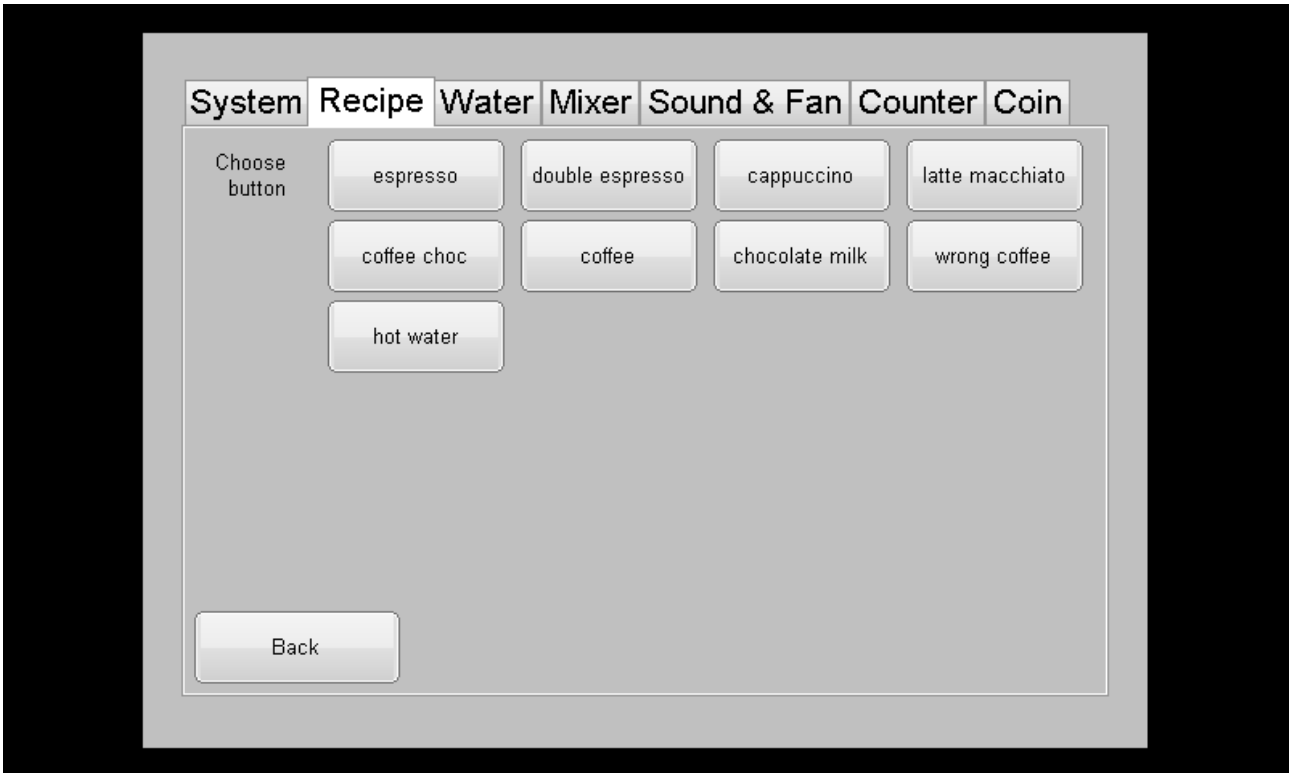 System Recipe Water Mixer Sound & Fan Counter Coin
Choose
button
espresso double espresso cappuccino latte macchiato
coffee choc coffee chocolate milk wrong coffee
hot water
Back